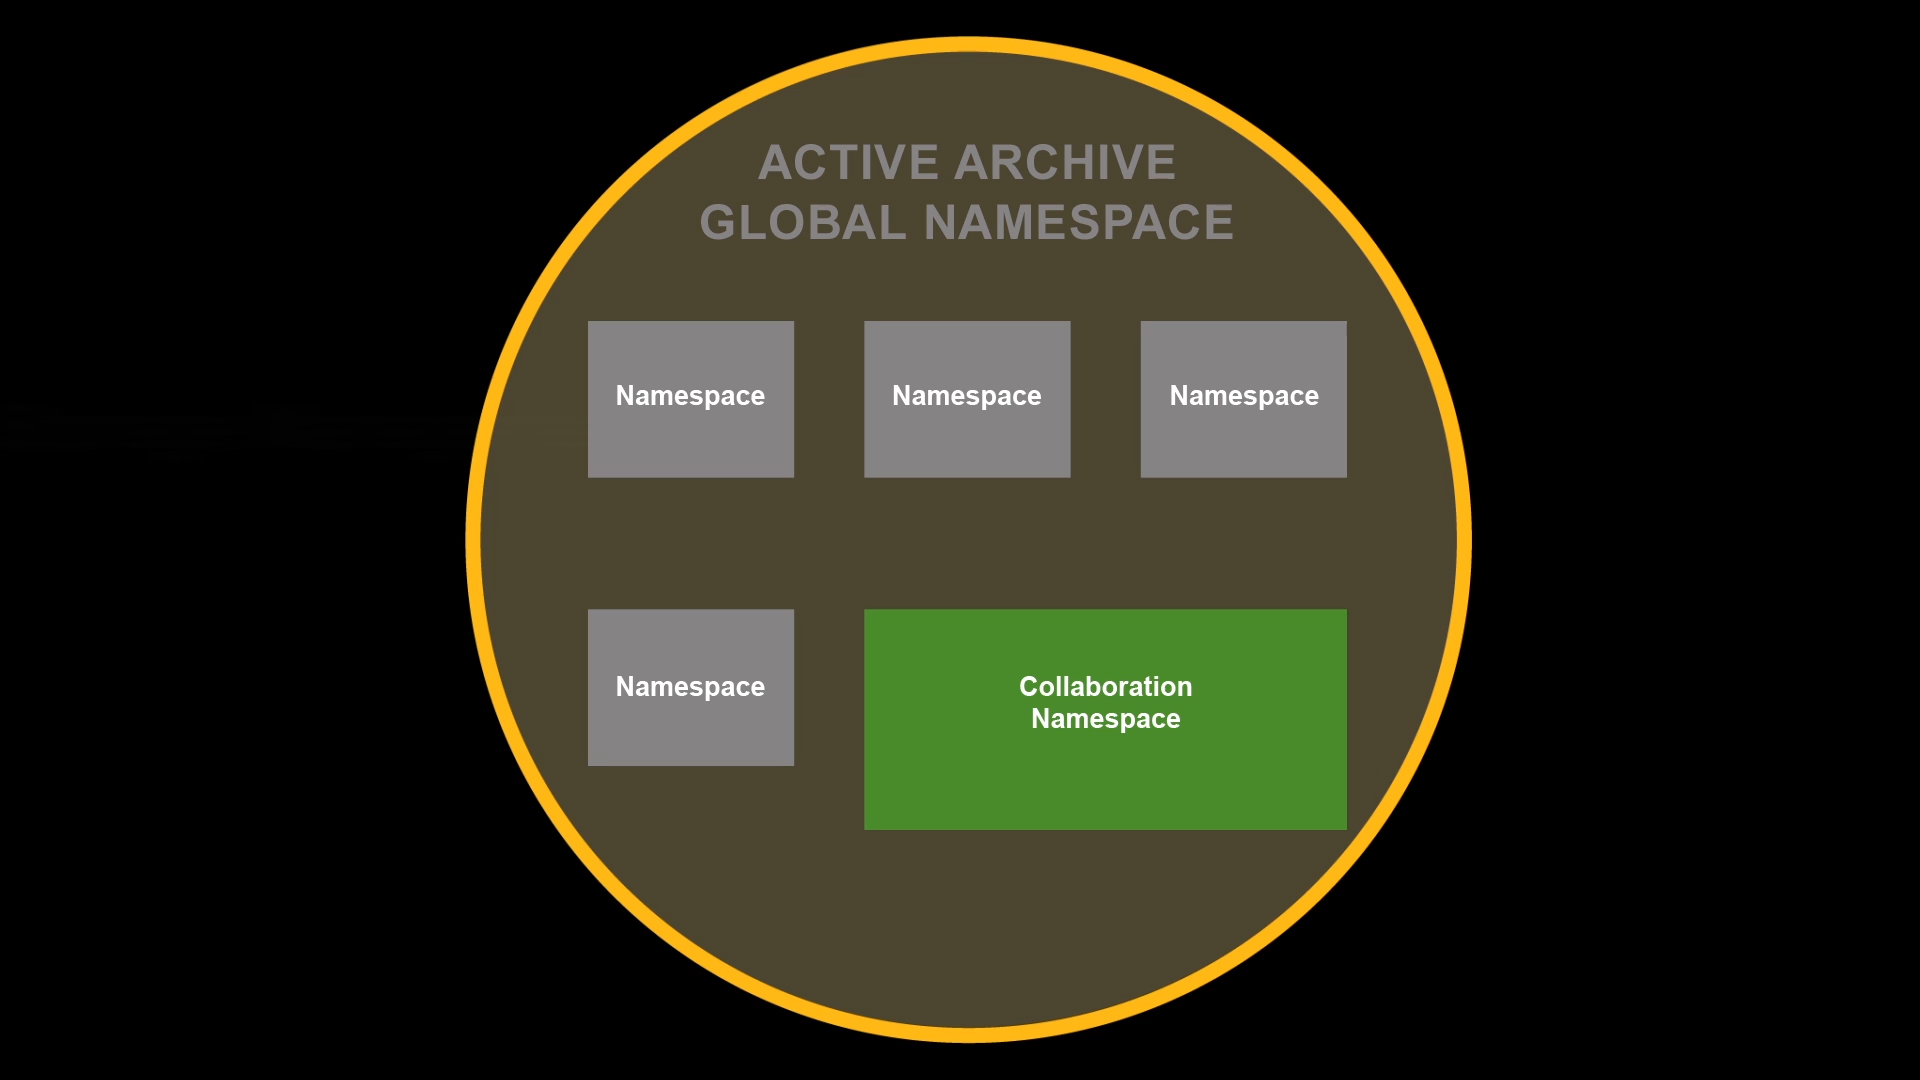 ACTIVE ARCHIVE
GLOBAL NAMESPACE
Namespace
Namespace
Namespace
Namespace
Collaboration
Namespace